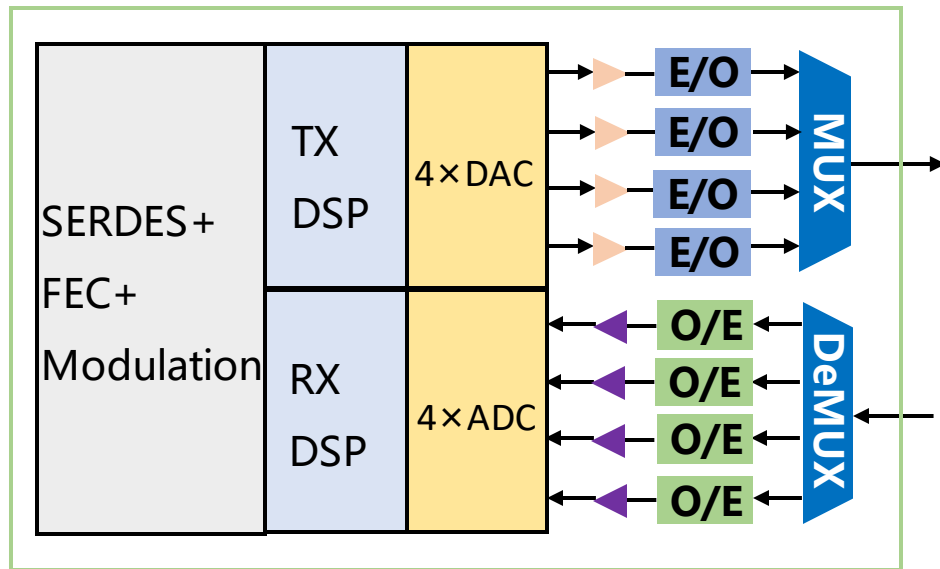 SERDES+
FEC+
Modulation
TX
DSP
4×DAC
E/O
E/O
E/O
E/O
MUX
RX
DSP
4×ADC
O/E
O/E
O/E
O/E
DeMUX